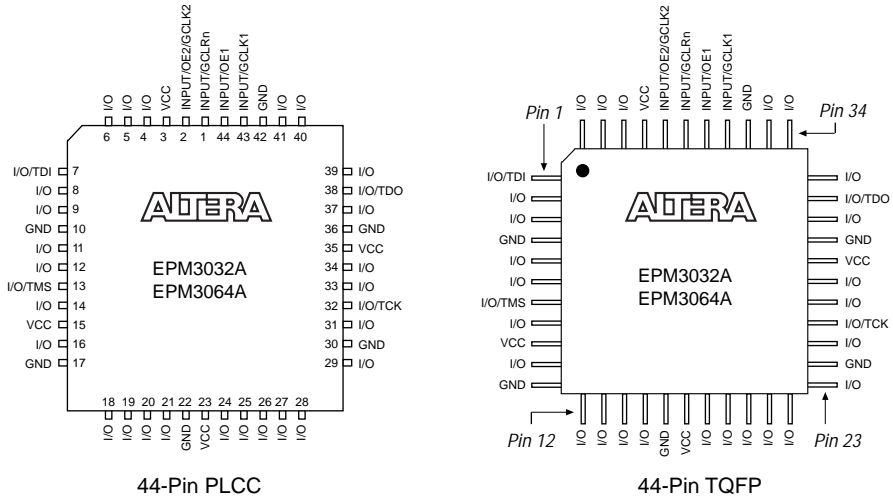 INPUT/OE2/GCLK2
INPUT/GCLRn
INPUT/OE1
INPUT/GCLK1
I/O
I/O
I/O
VCC
GND
I/O
I/O
6 5 4 3 2 1 44 43 42 41 40
I/O/TDI 7
I/O 8
I/O 9
GND 10
I/O 11
I/O 12
I/O/TMS 13
I/O 14
VCC 15
I/O 16
GND 17
ALTERA
EPM3032A
EPM3064A
39 I/O
38 I/O/TDO
37 I/O
36 GND
35 VCC
34 I/O
33 I/O
32 I/O/TCK
31 I/O
30 GND
29 I/O
18 19 20 21 22 23 24 25 26 27 28
I/O
I/O
I/O
I/O
GND
VCC
I/O
I/O
I/O
I/O
I/O
44-Pin PLCC
I/O
I/O
I/O
VCC
INPUT/OE2/GCLK2
INPUT/GCLRn
INPUT/OE1
INPUT/GCLK1
GND
I/O
I/O
Pin 1
Pin 34
I/O/TDI
I/O
I/O
GND
I/O
I/O
I/O/TMS
I/O
VCC
I/O
GND
ALTERA
EPM3032A
EPM3064A
I/O
I/O/TDO
I/O
GND
VCC
I/O
I/O
I/O/TCK
I/O
GND
I/O
Pin 12
Pin 23
I/O
I/O
I/O
I/O
GND
VCC
I/O
I/O
I/O
I/O
I/O
44-Pin TQFP